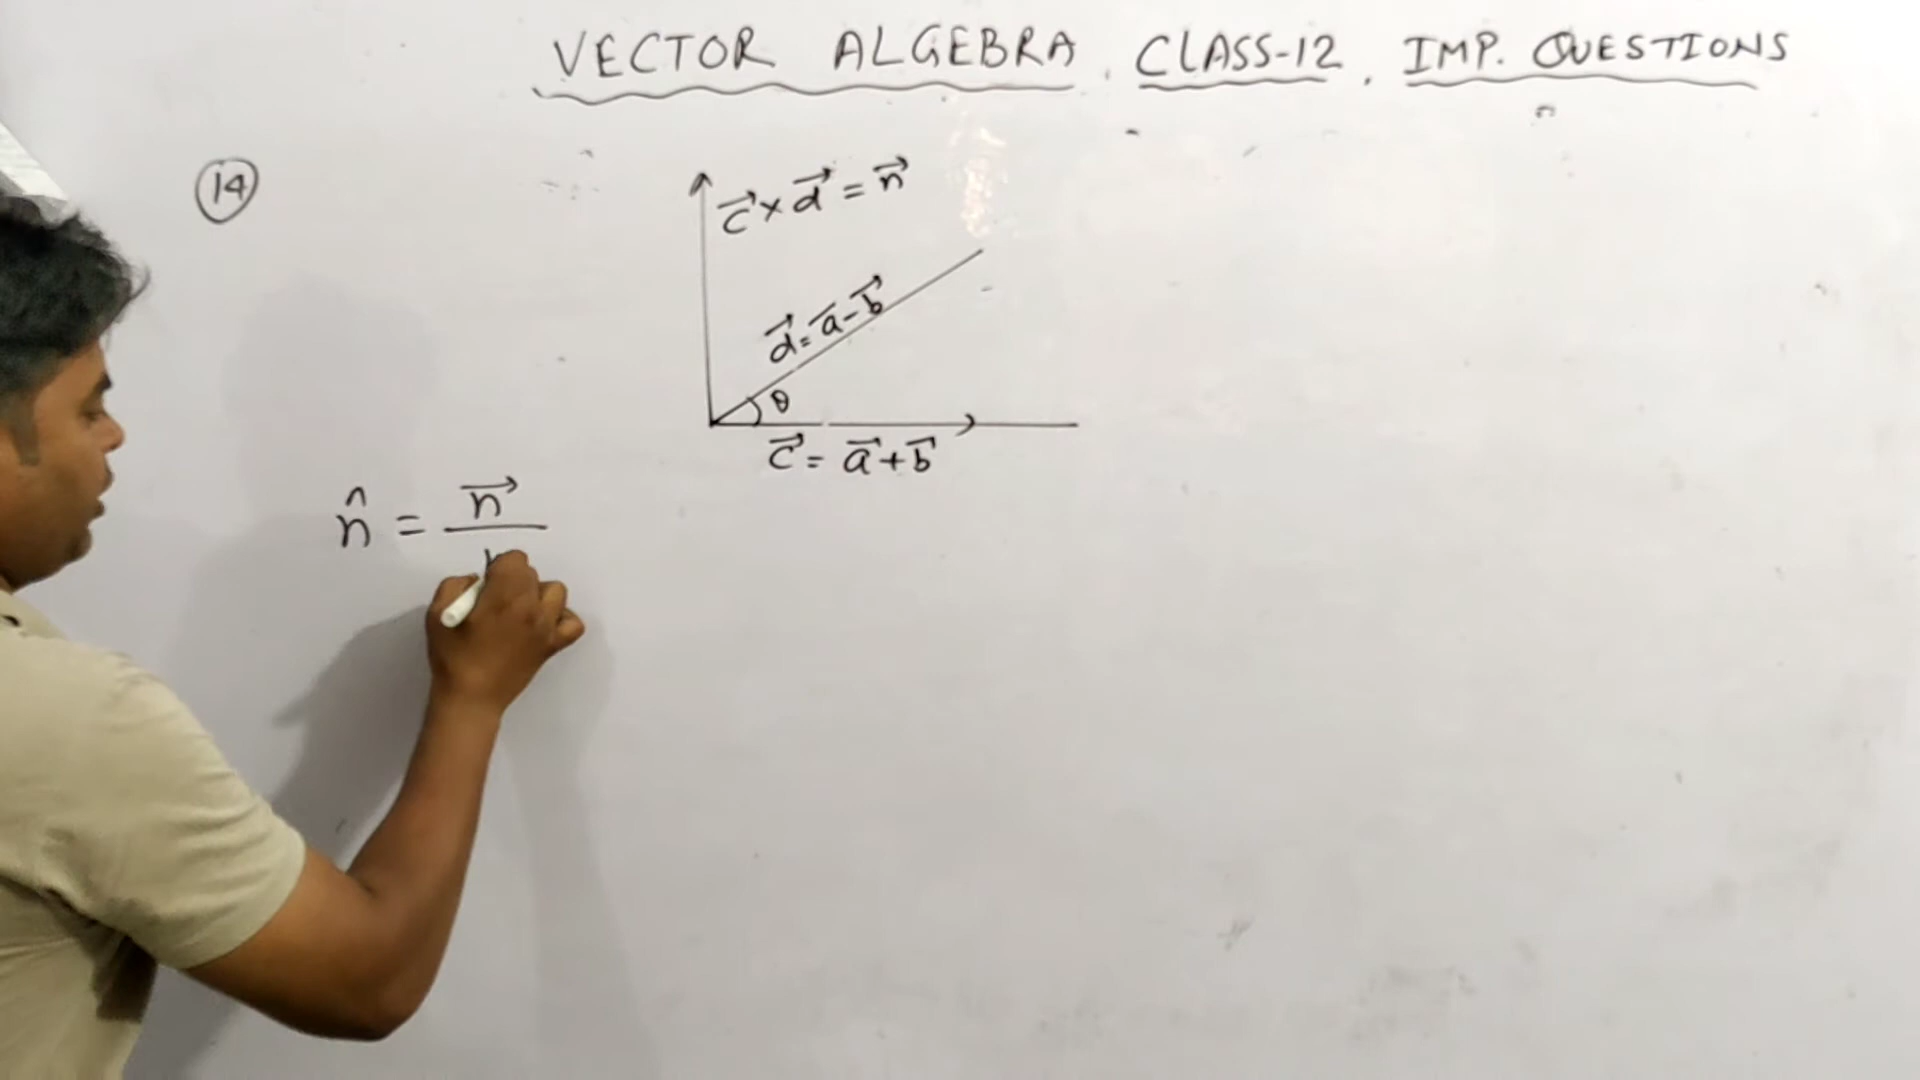 VECTOR ALGEBRA, CLASS-12, IMP. QUESTIONS
14
c⃗ × d⃗ = n⃗
d⃗ = a⃗ - b⃗
θ
c⃗ = a⃗ + b⃗
n̂ = n⃗